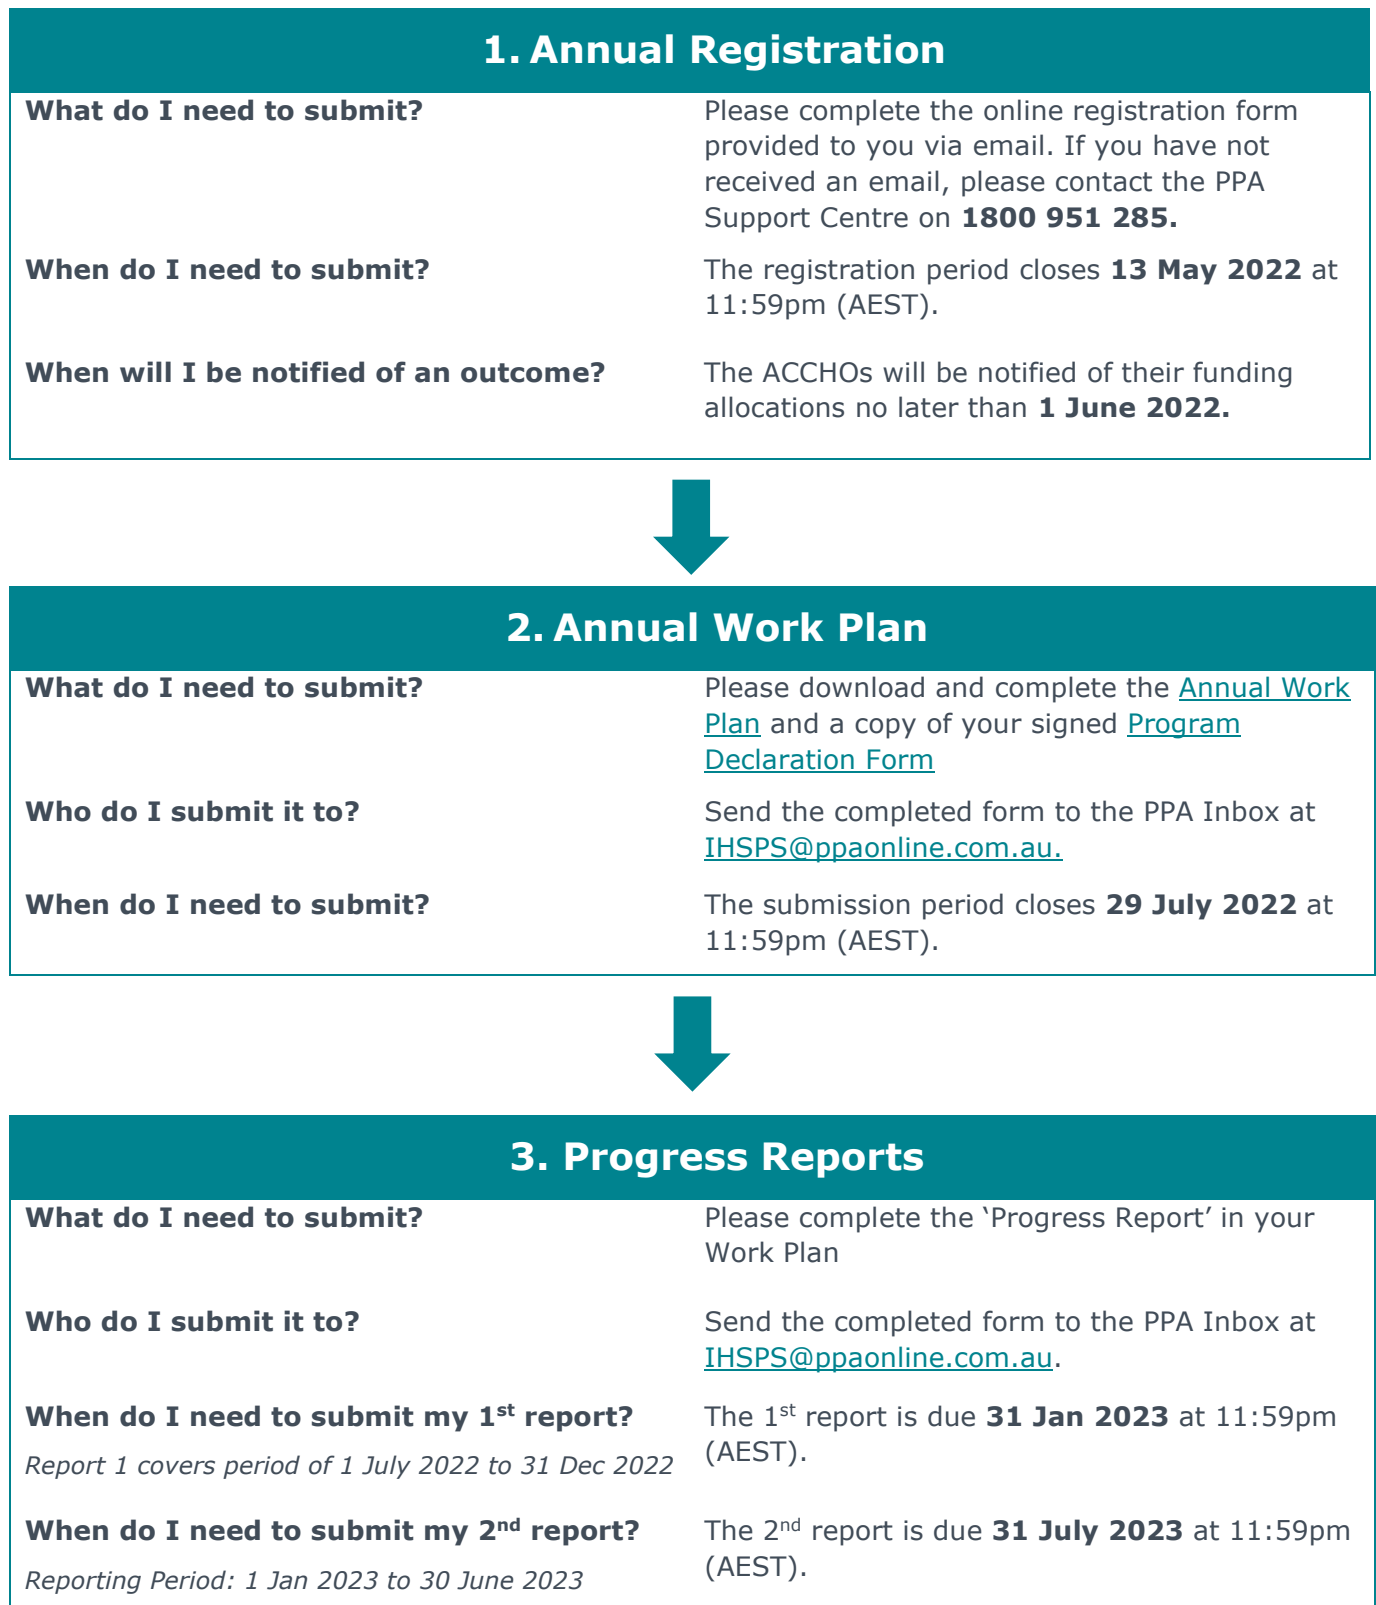 1. Annual Registration
What do I need to submit?
Please complete the online registration form
provided to you via email. If you have not
received an email, please contact the PPA
Support Centre on 1800 951 285.
When do I need to submit?
The registration period closes 13 May 2022 at
11:59pm (AEST).
When will I be notified of an outcome?
The ACCHOs will be notified of their funding
allocations no later than 1 June 2022.
2. Annual Work Plan
What do I need to submit?
Please download and complete the Annual Work
Plan and a copy of your signed Program
Declaration Form
Who do I submit it to?
Send the completed form to the PPA Inbox at
IHSPS@ppaonline.com.au.
When do I need to submit?
The submission period closes 29 July 2022 at
11:59pm (AEST).
3. Progress Reports
What do I need to submit?
Please complete the ‘Progress Report’ in your
Work Plan
Who do I submit it to?
Send the completed form to the PPA Inbox at
IHSPS@ppaonline.com.au.
When do I need to submit my 1st report?
Report 1 covers period of 1 July 2022 to 31 Dec 2022
The 1st report is due 31 Jan 2023 at 11:59pm
(AEST).
When do I need to submit my 2nd report?
Reporting Period: 1 Jan 2023 to 30 June 2023
The 2nd report is due 31 July 2023 at 11:59pm
(AEST).